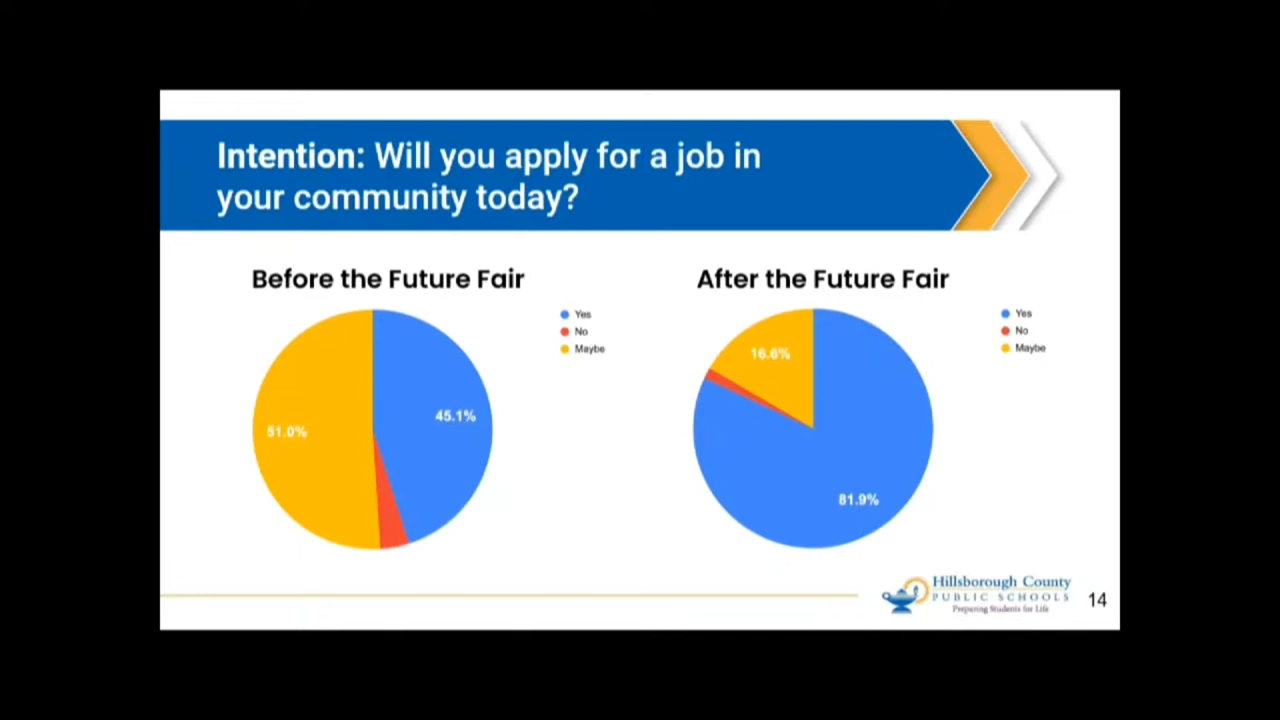 Intention: Will you apply for a job in
your community today?
Before the Future Fair
Yes
No
Maybe
51.0%
45.1%
After the Future Fair
Yes
No
Maybe
16.6%
81.9%
Hillsborough County
PUBLIC SCHOOLS
Preparing Students for Life
14